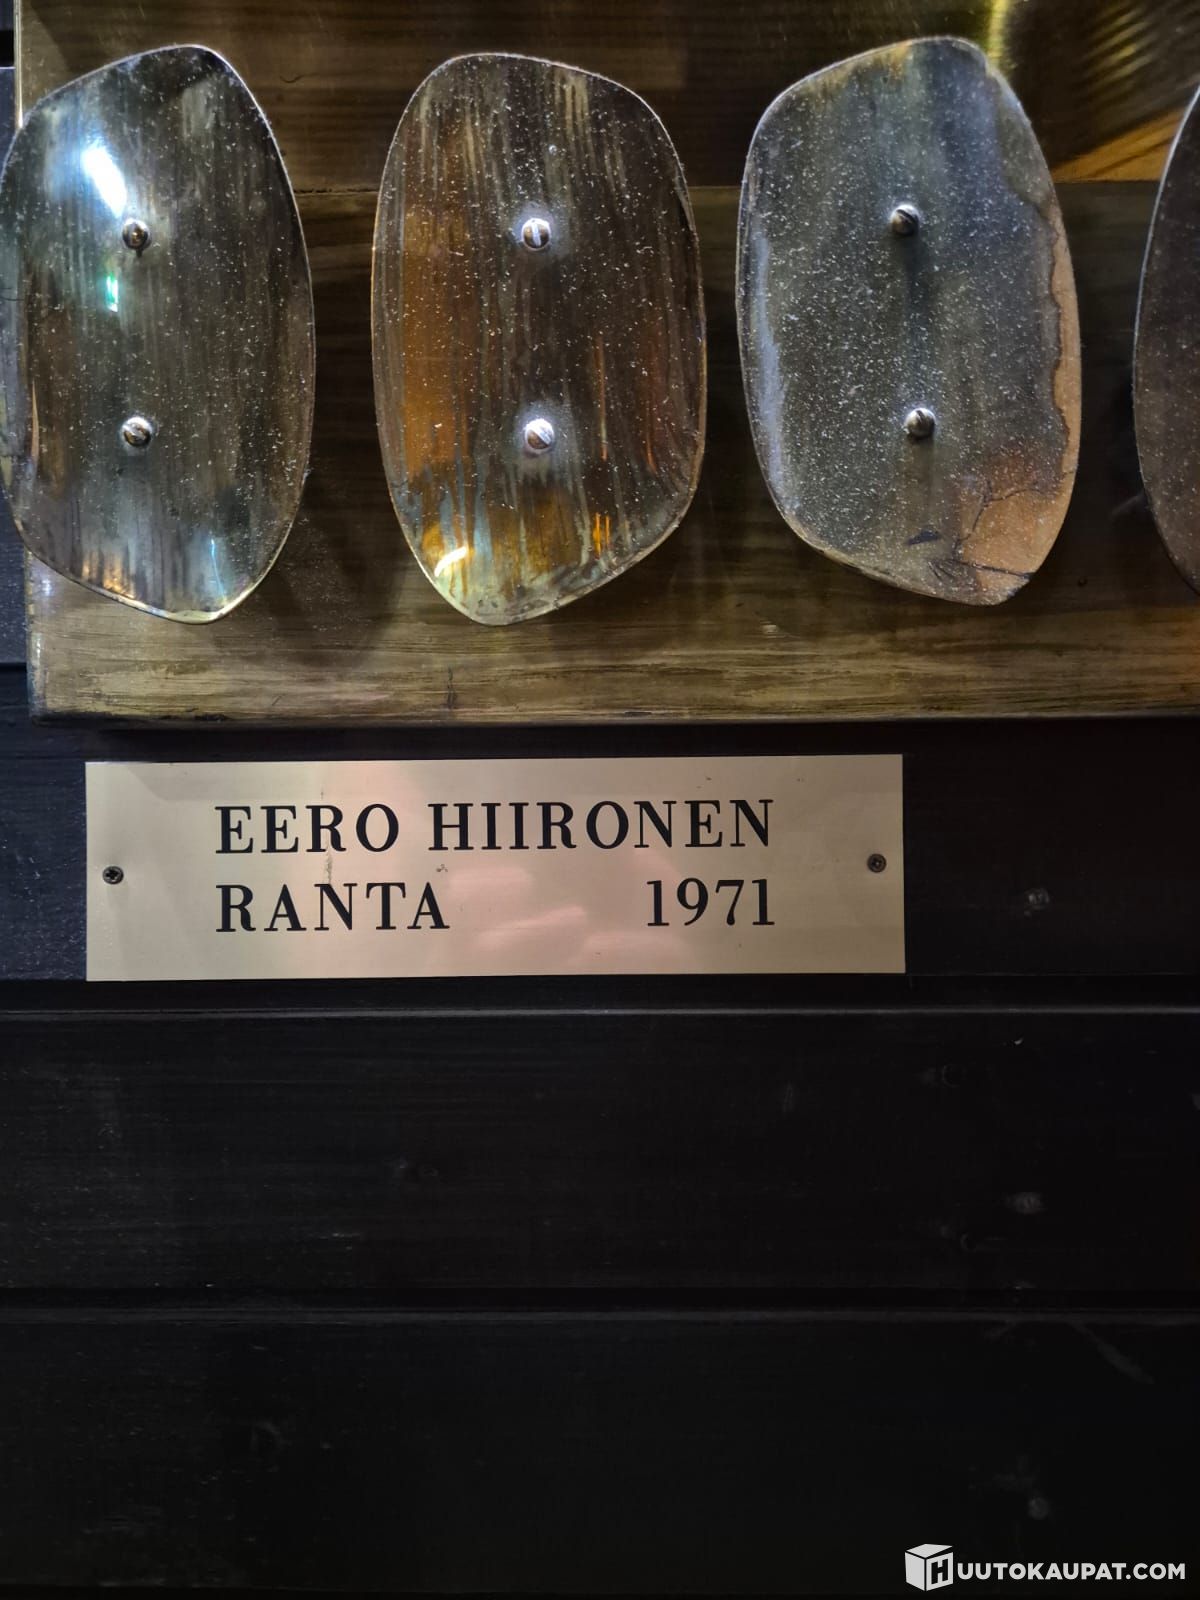 EERO HIIRONEN
RANTA 1971
HUUTOKAUPAT.COM